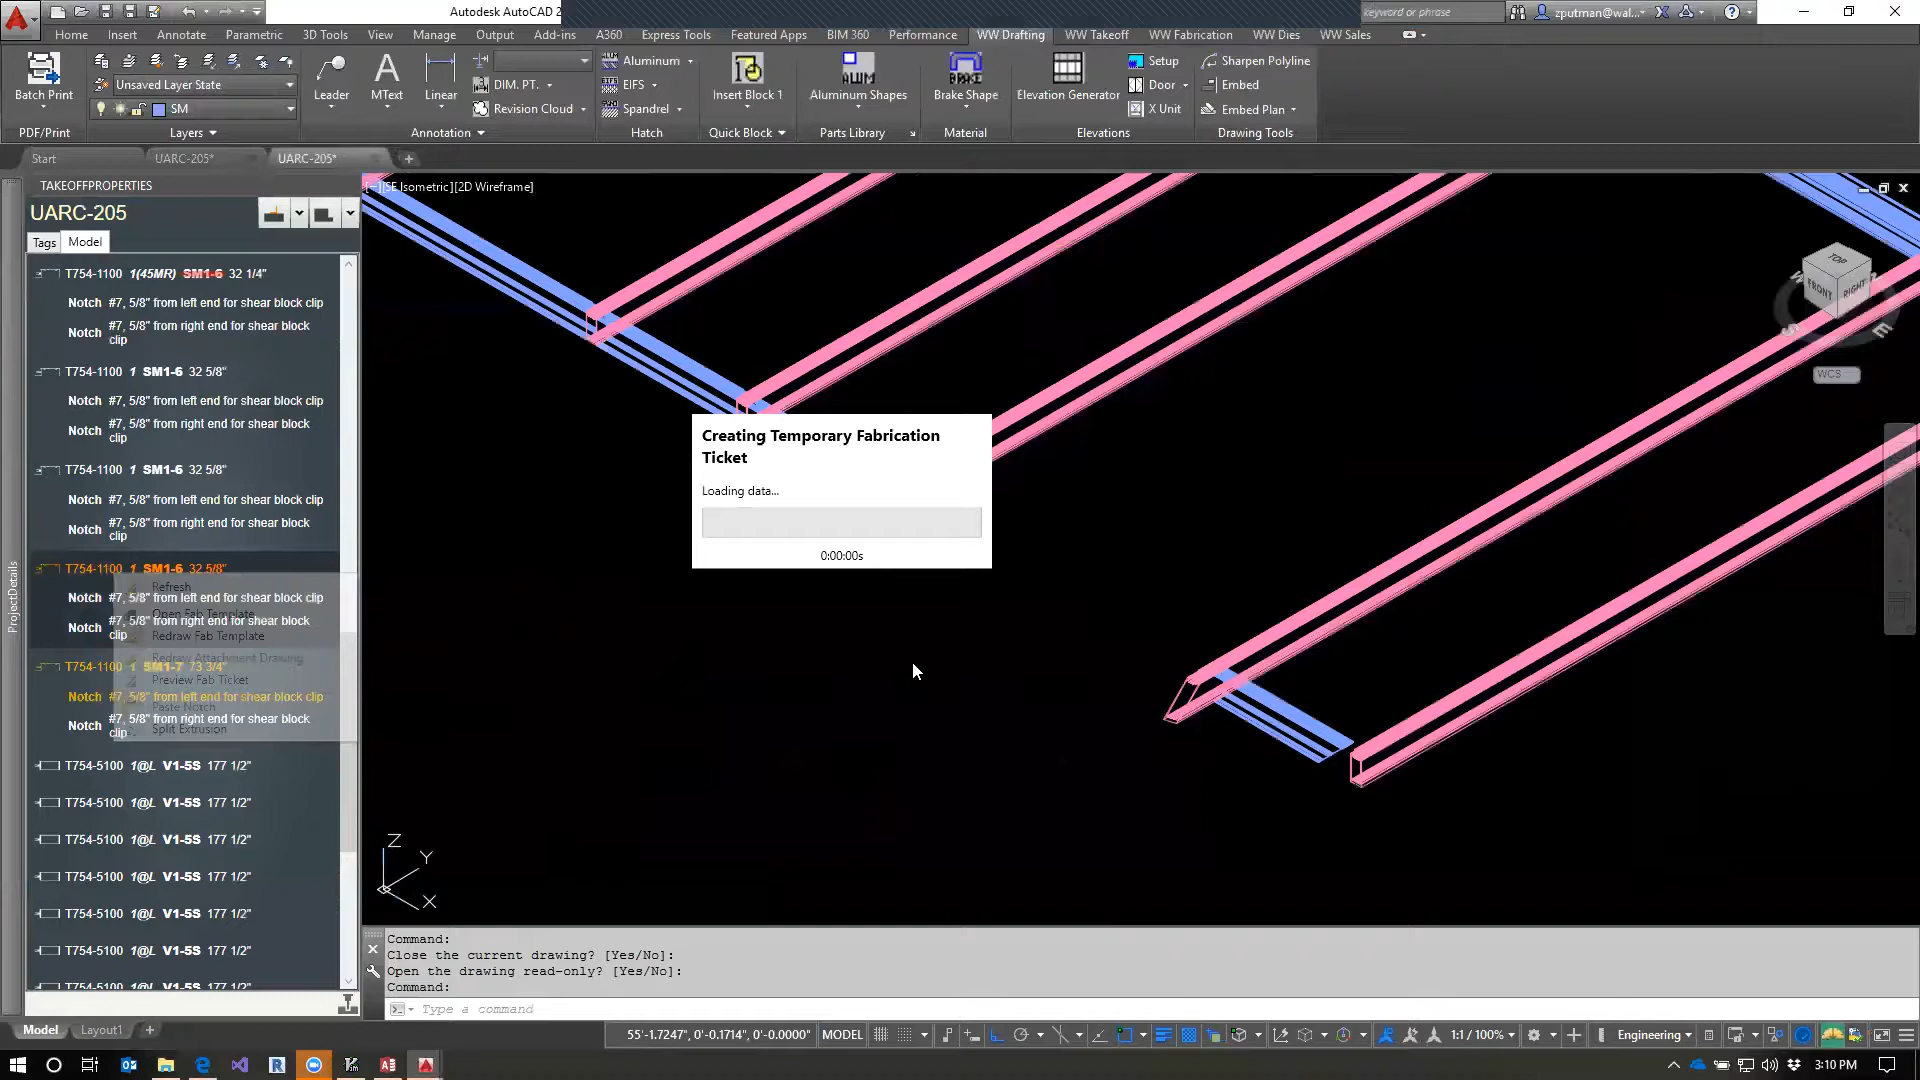 Autodesk AutoCAD 2
keyword or phrase
zputman@wal...
Home Insert Annotate Parametric 3D Tools View Manage Output Add-ins A360 Express Tools Featured Apps BIM 360 Performance WW Drafting WW Takeoff WW Fabrication WW Dies WW Sales
Batch Print
Unsaved Layer State
SM
Leader
MText
Linear
DIM. PT.
Revision Cloud
Aluminum
EIFS
Spandrel
Insert Block 1
ALUM
Aluminum Shapes
BRAKE
Brake Shape
Elevation Generator
Setup
Door
X Unit
Sharpen Polyline
Embed
Embed Plan
PDF/Print Layers Annotation Hatch Quick Block Parts Library Material Elevations Drawing Tools
Start UARC-205* UARC-205*
TAKEOFFPROPERTIES
UARC-205
Tags Model
ProjectDetails
T754-1100 1(45MR) SM1-6 32 1/4"
Notch #7, 5/8" from left end for shear block clip
Notch #7, 5/8" from right end for shear block
clip
T754-1100 1 SM1-6 32 5/8"
Notch #7, 5/8" from left end for shear block clip
Notch #7, 5/8" from right end for shear block
clip
T754-1100 1 SM1-6 32 5/8"
Notch #7, 5/8" from left end for shear block clip
Notch #7, 5/8" from right end for shear block
clip
T754-1100 1 SM1-6 32 5/8"
Refresh
Notch #7, 5/8" from left end for shear block clip
Open Fab Template
Notch #7, 5/8" from right end for shear block
clip
Redraw Fab Template
Redraw Attachment Drawing
T754-1100 1 SM1-7 73 3/4"
Preview Fab Ticket
Notch #7, 5/8" from left end for shear block clip
Paste Notch
Notch #7, 5/8" from right end for shear block
clip
Split Extrusion
T754-5100 1@L V1-5S 177 1/2"
T754-5100 1@L V1-5S 177 1/2"
T754-5100 1@L V1-5S 177 1/2"
T754-5100 1@L V1-5S 177 1/2"
T754-5100 1@L V1-5S 177 1/2"
T754-5100 1@L V1-5S 177 1/2"
T754-5100 1@L V1-5S 177 1/2"
[−][SE Isometric][2D Wireframe]
TOP
FRONT
RIGHT
W
N
S
E
WCS
Creating Temporary Fabrication
Ticket
Loading data...
0:00:00s
Z
Y
X
Command:
Close the current drawing? [Yes/No]:
Open the drawing read-only? [Yes/No]:
Command:
Type a command
Model Layout1
55'-1.7247", 0'-0.1714", 0'-0.0000" MODEL 1:1 / 100% Engineering
3:10 PM